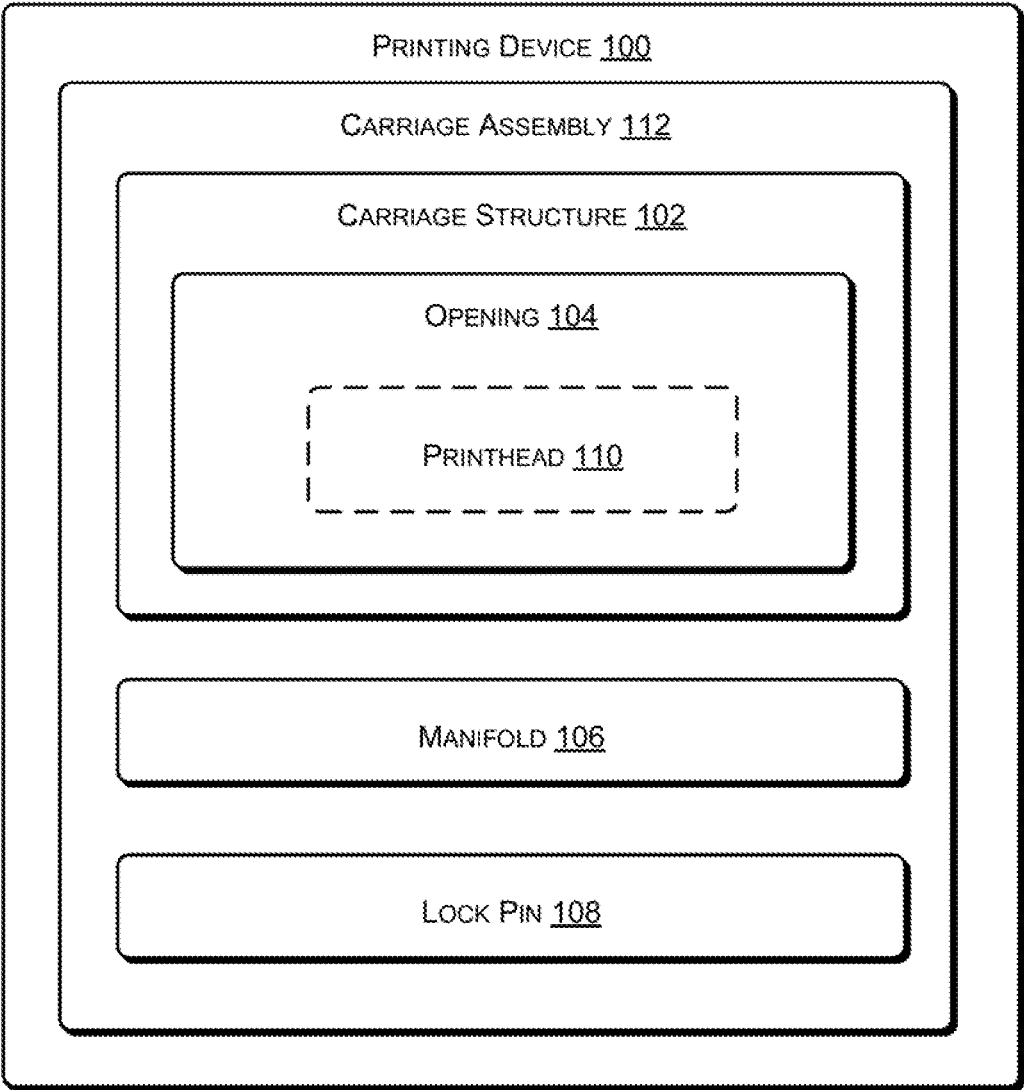 PRINTING DEVICE 100
CARRIAGE ASSEMBLY 112
CARRIAGE STRUCTURE 102
OPENING 104
PRINTHEAD 110
MANIFOLD 106
LOCK PIN 108